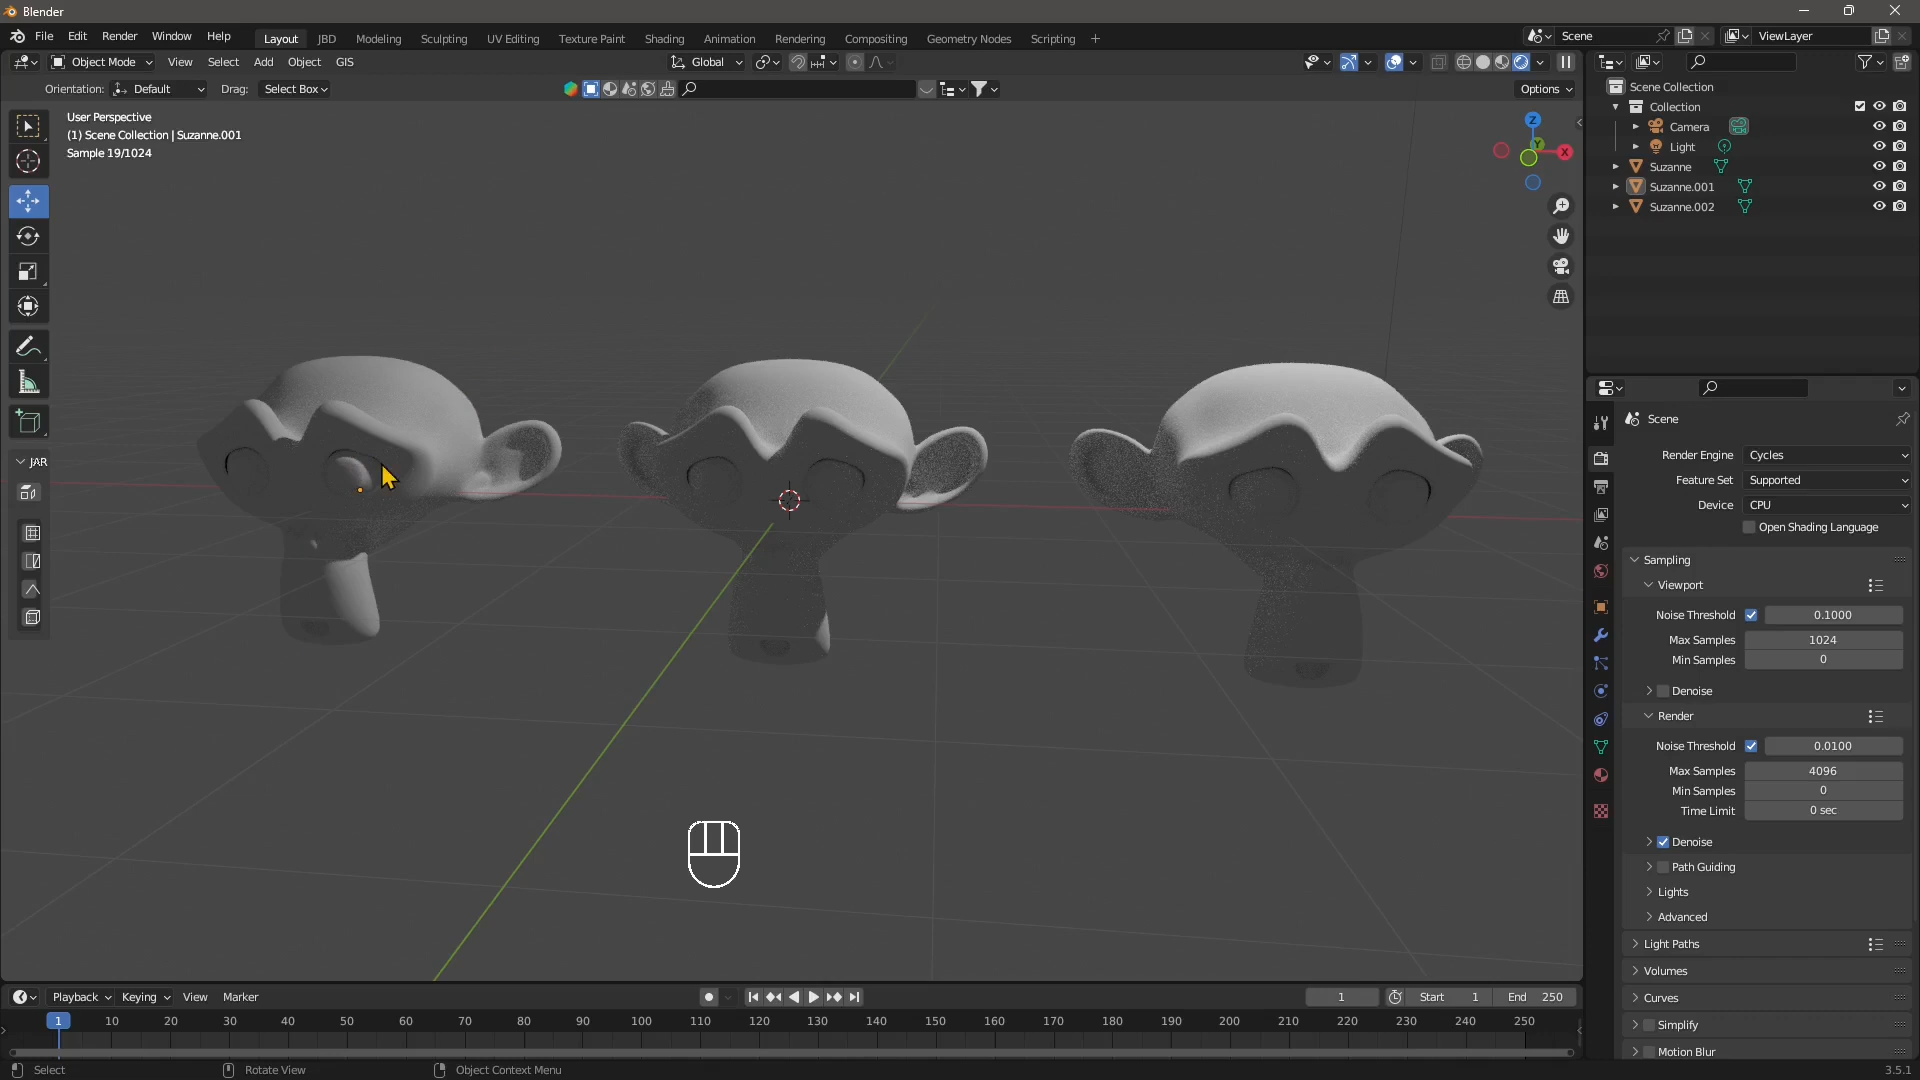 Blender
File Edit Render Window Help Layout JBD Modeling Sculpting UV Editing Texture Paint Shading Animation Rendering Compositing Geometry Nodes Scripting + Scene ViewLayer
Object Mode View Select Add Object GIS Global
Orientation: Default Drag: Select Box Options
User Perspective
(1) Scene Collection | Suzanne.001
Sample 19/1024
Z
Y
X
JAR
Scene Collection
Collection
Camera
Light
Suzanne
Suzanne.001
Suzanne.002
Scene
Render Engine Cycles
Feature Set Supported
Device CPU
Open Shading Language
Sampling
Viewport
Noise Threshold 0.1000
Max Samples 1024
Min Samples 0
Denoise
Render
Noise Threshold 0.0100
Max Samples 4096
Min Samples 0
Time Limit 0 sec
Denoise
Path Guiding
Lights
Advanced
Light Paths
Volumes
Curves
Simplify
Motion Blur
Playback Keying View Marker 1 Start 1 End 250
1 10 20 30 40 50 60 70 80 90 100 110 120 130 140 150 160 170 180 190 200 210 220 230 240 250
Select Rotate View Object Context Menu 3.5.1